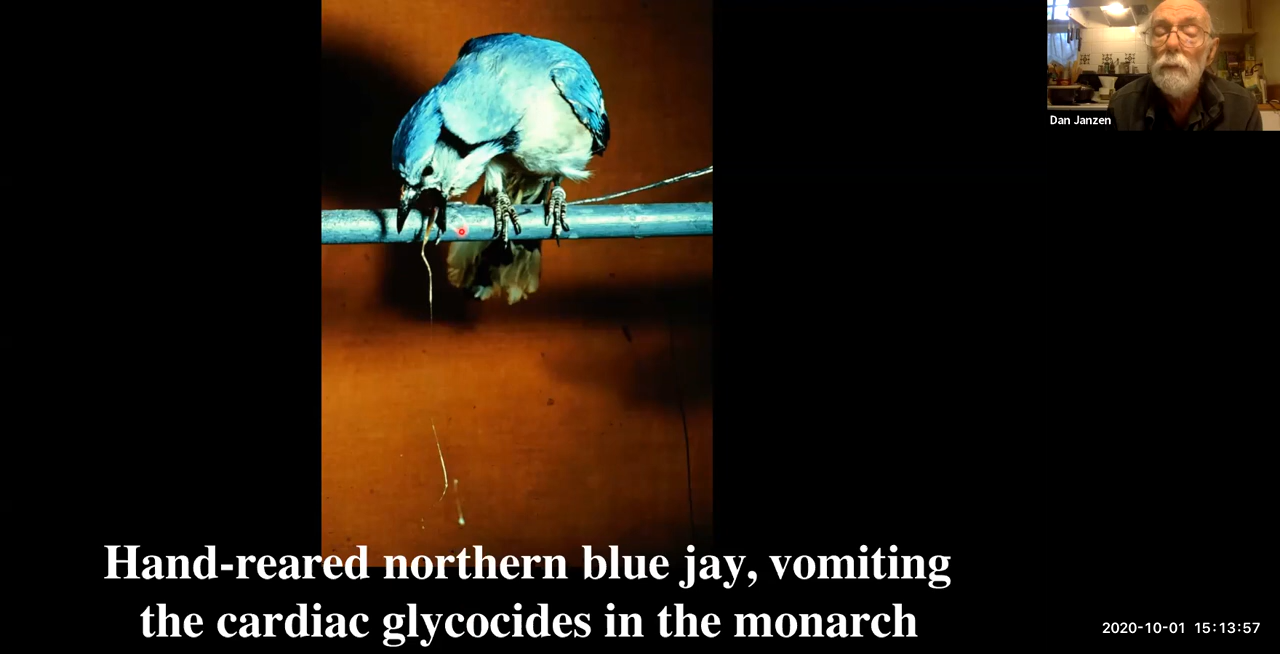 Dan Janzen
Hand-reared northern blue jay, vomiting
the cardiac glycocides in the monarch
2020-10-01 15:13:57